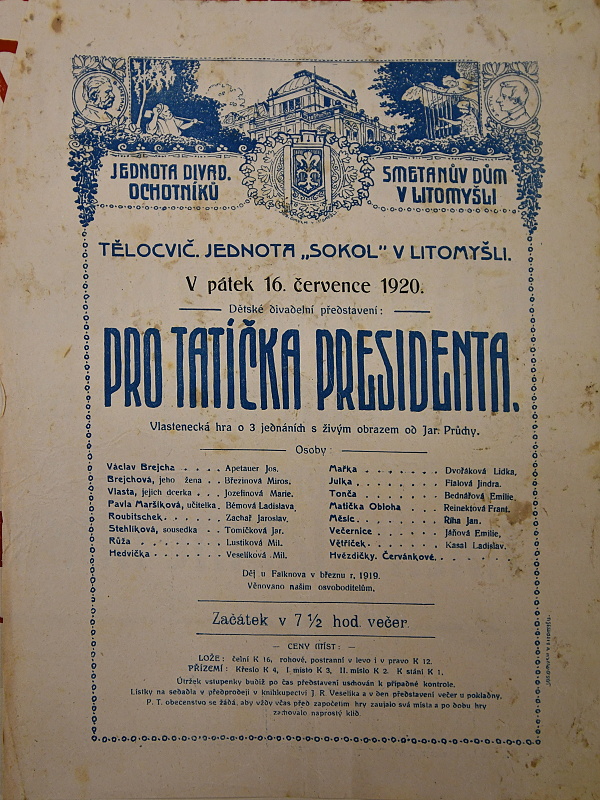 JEDNOTA DIVAD.
OCHOTNÍKŮ
SMETANŮV DŮM
V LITOMYŠLI
TĚLOCVIČ. JEDNOTA „SOKOL" V LITOMYŠLI.
V pátek 16. července 1920.
Dětské divadelní představení:
PRO TATÍČKA PRESIDENTA.
Vlastenecká hra o 3 jednáních s živým obrazem od Jar. Průchy.
Osoby:
Václav Brejcha . . . . Apetauer Jos.
Brejchová, jeho žena . . Březinová Miros.
Vlasta, jejich dcerka . . . Jozefinová Marie.
Pavla Maršíková, učitelka . Bémová Ladislava.
Roubitschek . . . . . Zachař Jaroslav.
Stehlíková, sousedka . . Tomíčková Jar.
Růža . . . . . . . . Lustiková Mil.
Hedvička . . . . . . . Veselíková Mil.
Mařka . . . . . . . Dvořáková Lidka.
Julka . . . . . . . . Fialová Jindra.
Tonča . . . . . . . . Bednářová Emilie.
Matička Obloha . . . . Reinektová Frant.
Měsíc . . . . . . . . Říha Jan.
Večernice . . . . . . Jáňová Emilie.
Větříček . . . . . . . Kasal Ladislav.
Hvězdičky. Červánkové. . . . . .
Děj u Falknova v březnu r. 1919.
Věnováno našim osvoboditelům.
Začátek v 7 ½ hod. večer.
— CENY MÍST: —
LOŽE: čelní K 16, rohové, postranní v levo i v pravo K 12.
PŘÍZEMÍ: Křeslo K 4, I. místo K 3, II. místo K 2. K stání K 1.
Útržek vstupenky budiž po čas představení uschován k případné kontrole.
Lístky na sedadla v předprodeji v knihkupectví J. R. Veselíka a v den představení večer u pokladny.
P. T. obecenstvo se žádá, aby vždy včas před započetím hry zaujalo svá místa a po dobu hry
zachovalo naprostý klid.